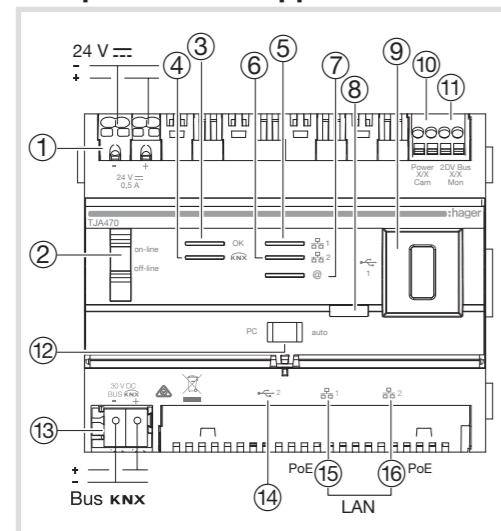 24 V
-
+
③
④
⑤
⑥
⑦
⑧
⑨
⑩
⑪
①
- +
24 V
0,5 A
Power
X/X
Cam
2DV Bus
X/X
Mon
:hager
TJA470
②
on-line
off-line
OK
KNX
1
2
@
1
PC
auto
⑫
30 V DC
BUS KNX
- +
2
1
2
⑬
+
-
Bus KNX
⑭
PoE
⑮
⑯
PoE
LAN